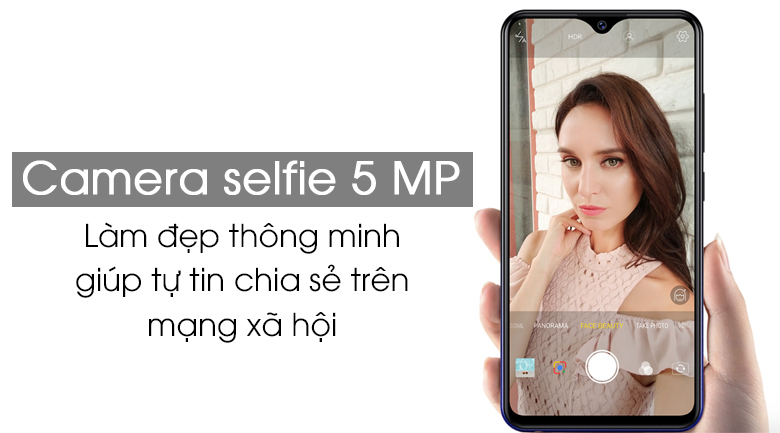 HDR
Camera selfie 5 MP
Làm đẹp thông minh
giúp tự tin chia sẻ trên
mạng xã hội
PANORAMA FACE BEAUTY TAKE PHOTO